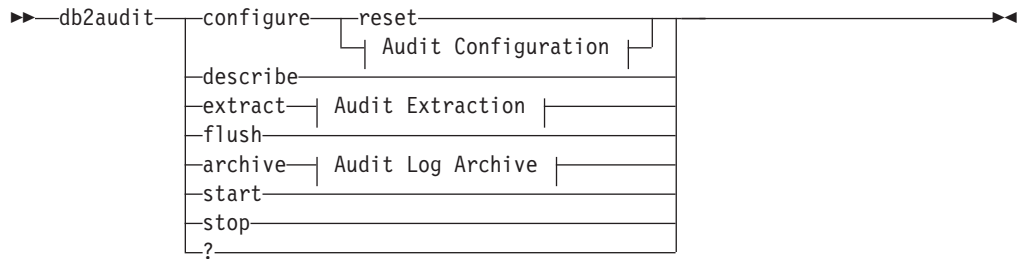 db2audit configure reset
Audit Configuration
describe
extract Audit Extraction
flush
archive Audit Log Archive
start
stop
?